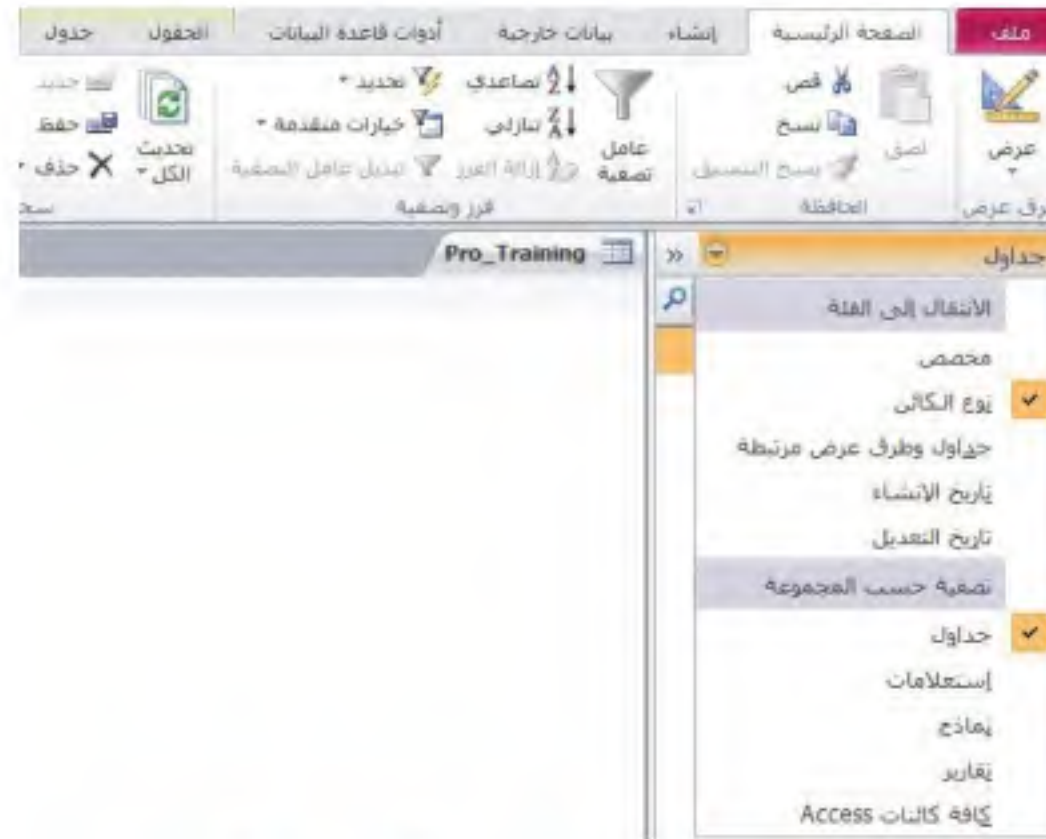 ملف الصفحة الرئيسية إنشاء بيانات خارجية أدوات قاعدة البيانات الحقول جدول
عرض
لصق
قص
نسخ
نسخ التنسيق
عامل تصفية
تصاعدي
تنازلي
إزالة الفرز
تحديد
خيارات متقدمة
تبديل عامل التصفية
تحديث الكل
جديد
حفظ
حذف
عرض الحافظة فرز وتصفية
جداول «
Pro_Training
الانتقال إلى الفئة
مخصص
نوع الكائن
جداول وطرق عرض مرتبطة
تاريخ الإنشاء
تاريخ التعديل
تصفية حسب المجموعة
جداول
إستعلامات
نماذج
تقارير
كافة كائنات Access